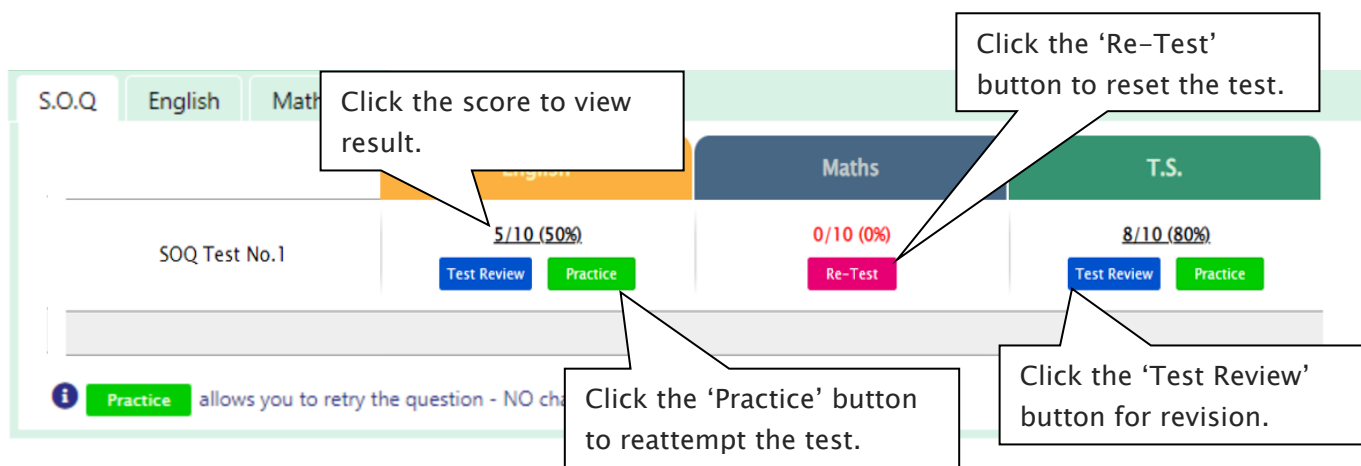 Click the ‘Re-Test’
button to reset the test.
S.O.Q English Math
Click the score to view
result.
English Maths T.S.
SOQ Test No.1
5/10 (50%) 0/10 (0%) 8/10 (80%)
Test Review Practice Re-Test Test Review Practice
Practice allows you to retry the question - NO
Click the ‘Practice’ button
to reattempt the test.
Click the ‘Test Review’
button for revision.